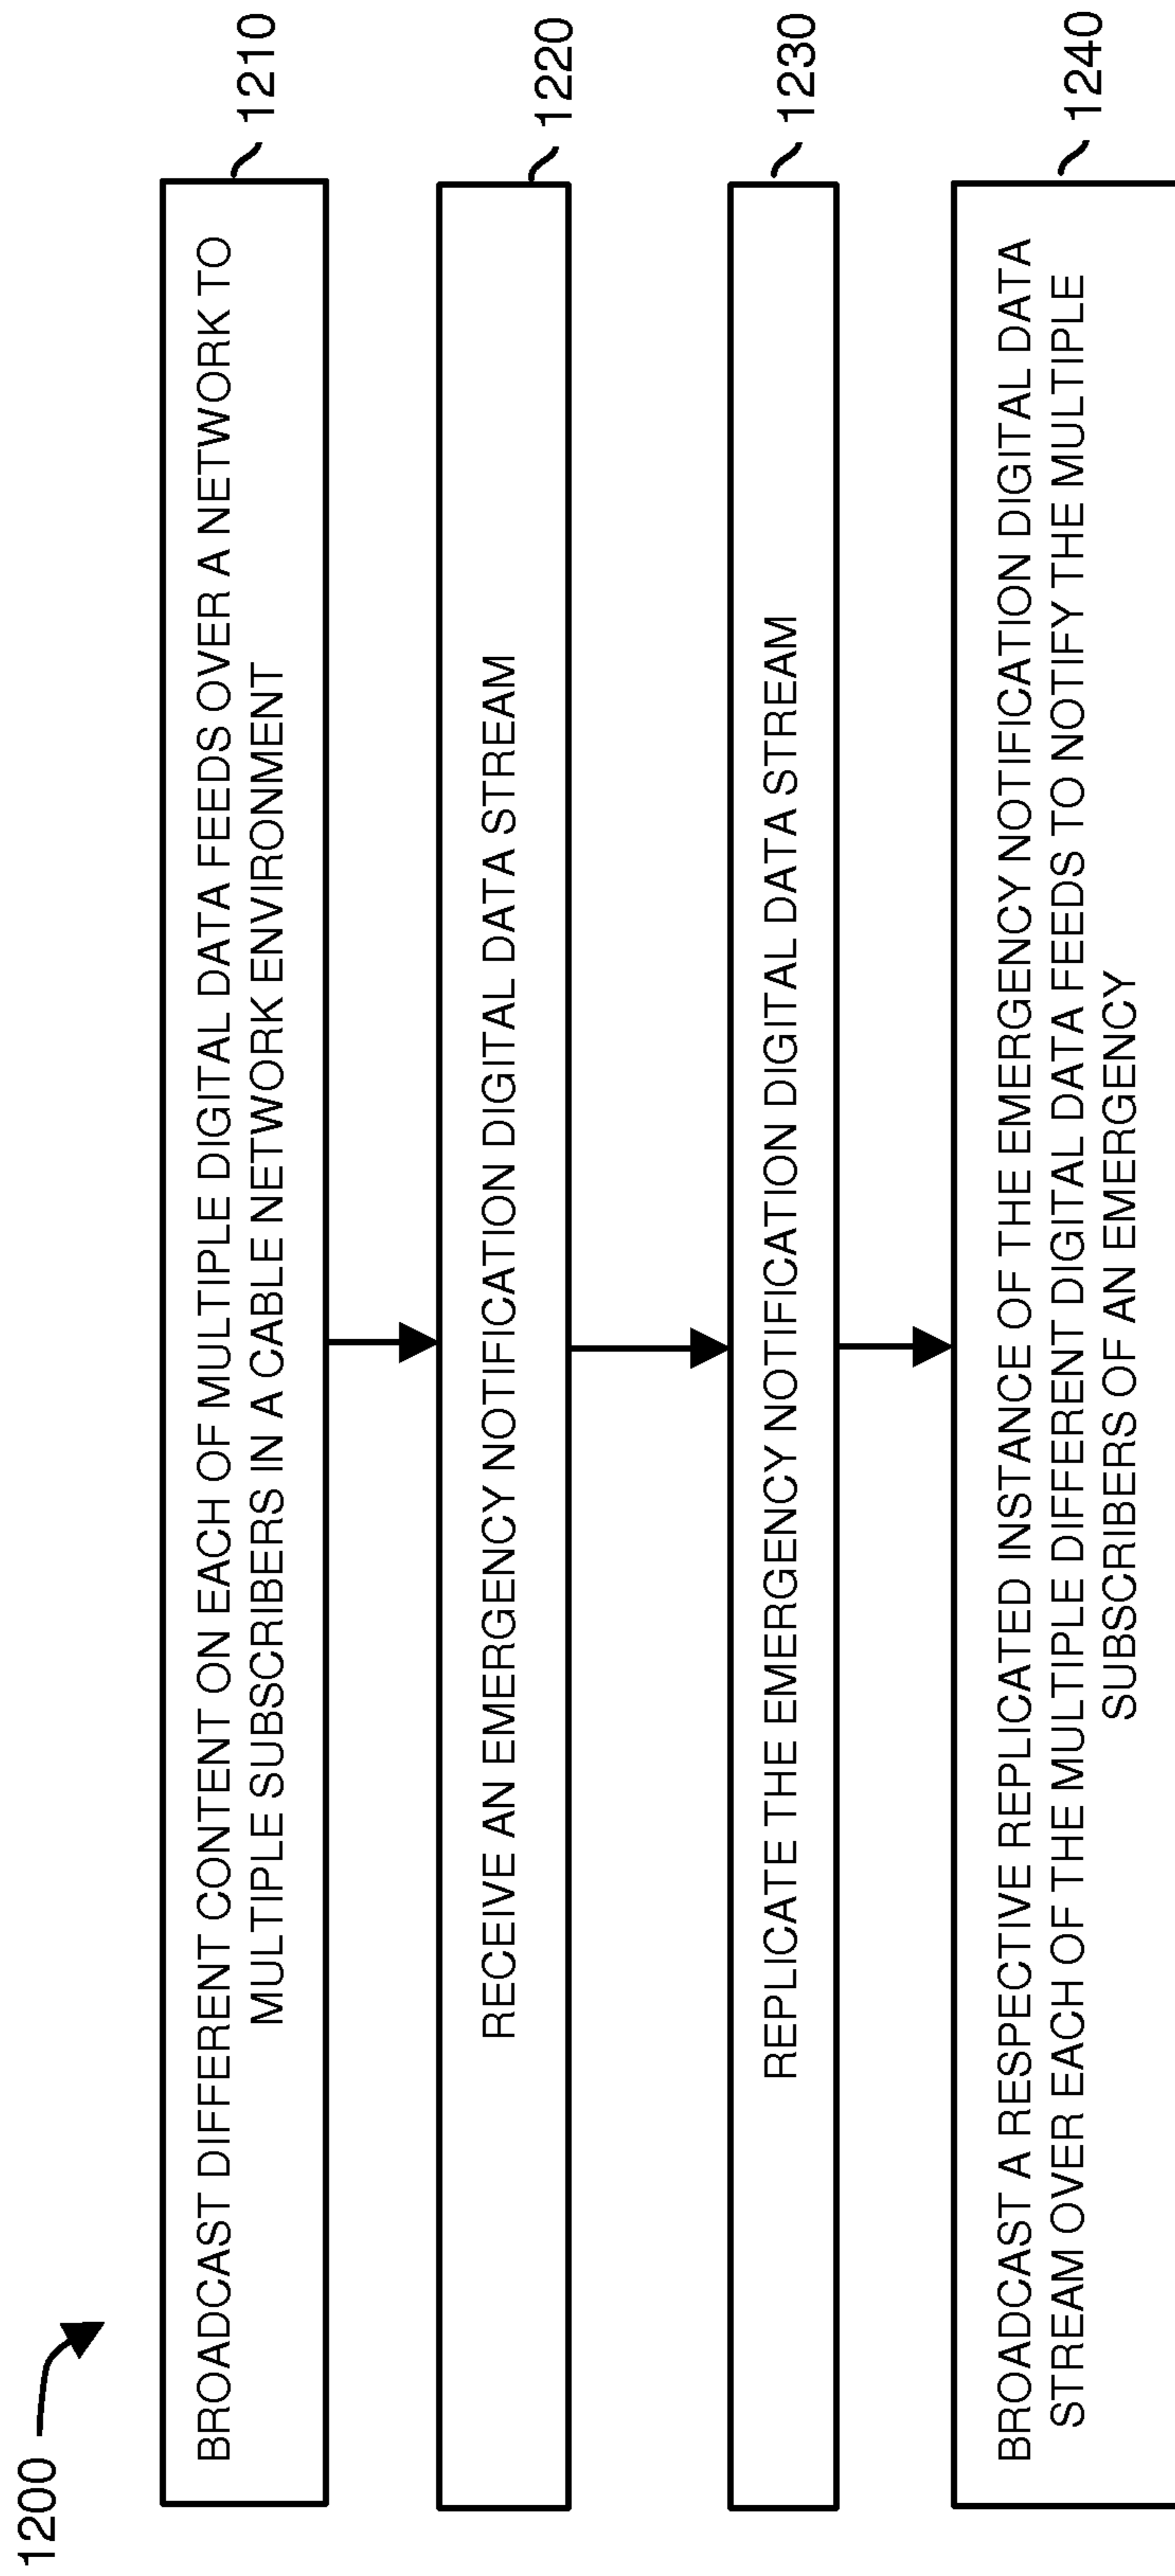 1200
BROADCAST DIFFERENT CONTENT ON EACH OF MULTIPLE DIGITAL DATA FEEDS OVER A NETWORK TO
MULTIPLE SUBSCRIBERS IN A CABLE NETWORK ENVIRONMENT
1210
RECEIVE AN EMERGENCY NOTIFICATION DIGITAL DATA STREAM
1220
REPLICATE THE EMERGENCY NOTIFICATION DIGITAL DATA STREAM
1230
BROADCAST A RESPECTIVE REPLICATED INSTANCE OF THE EMERGENCY NOTIFICATION DIGITAL DATA
STREAM OVER EACH OF THE MULTIPLE DIFFERENT DIGITAL DATA FEEDS TO NOTIFY THE MULTIPLE
SUBSCRIBERS OF AN EMERGENCY
1240